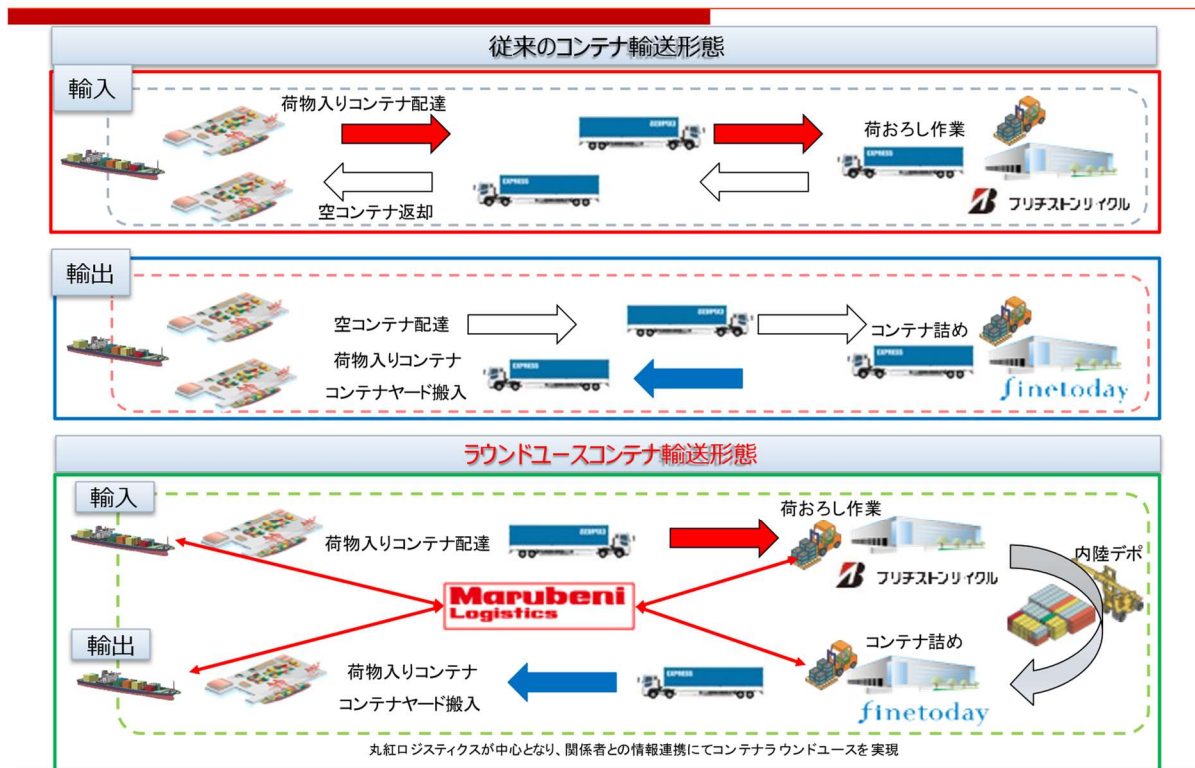 従来のコンテナ輸送形態
輸入
荷物入りコンテナ配達
荷おろし作業
EXPRESS
EXPRESS
空コンテナ返却
ブリヂストンリサイクル
輸出
空コンテナ配達
コンテナ詰め
荷物入りコンテナ
EXPRESS
EXPRESS
コンテナヤード搬入
finetoday
ラウンドユースコンテナ輸送形態
輸入
荷おろし作業
荷物入りコンテナ配達
内陸デポ
ブリヂストンリサイクル
Marubeni
Logistics
輸出
コンテナ詰め
荷物入りコンテナ
EXPRESS
コンテナヤード搬入
finetoday
丸紅ロジスティクスが中心となり、関係者との情報連携にてコンテナラウンドユースを実現